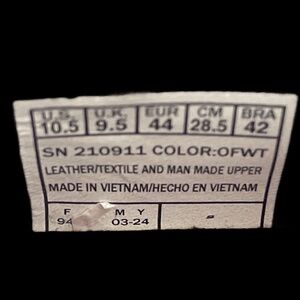 U.S. U.K. EUR CM BRA
10.5 9.5 44 28.5 42
SN 210911 COLOR:OFWT
LEATHER/TEXTILE AND MAN MADE UPPER
MADE IN VIETNAM/HECHO EN VIETNAM
F M Y
03-24